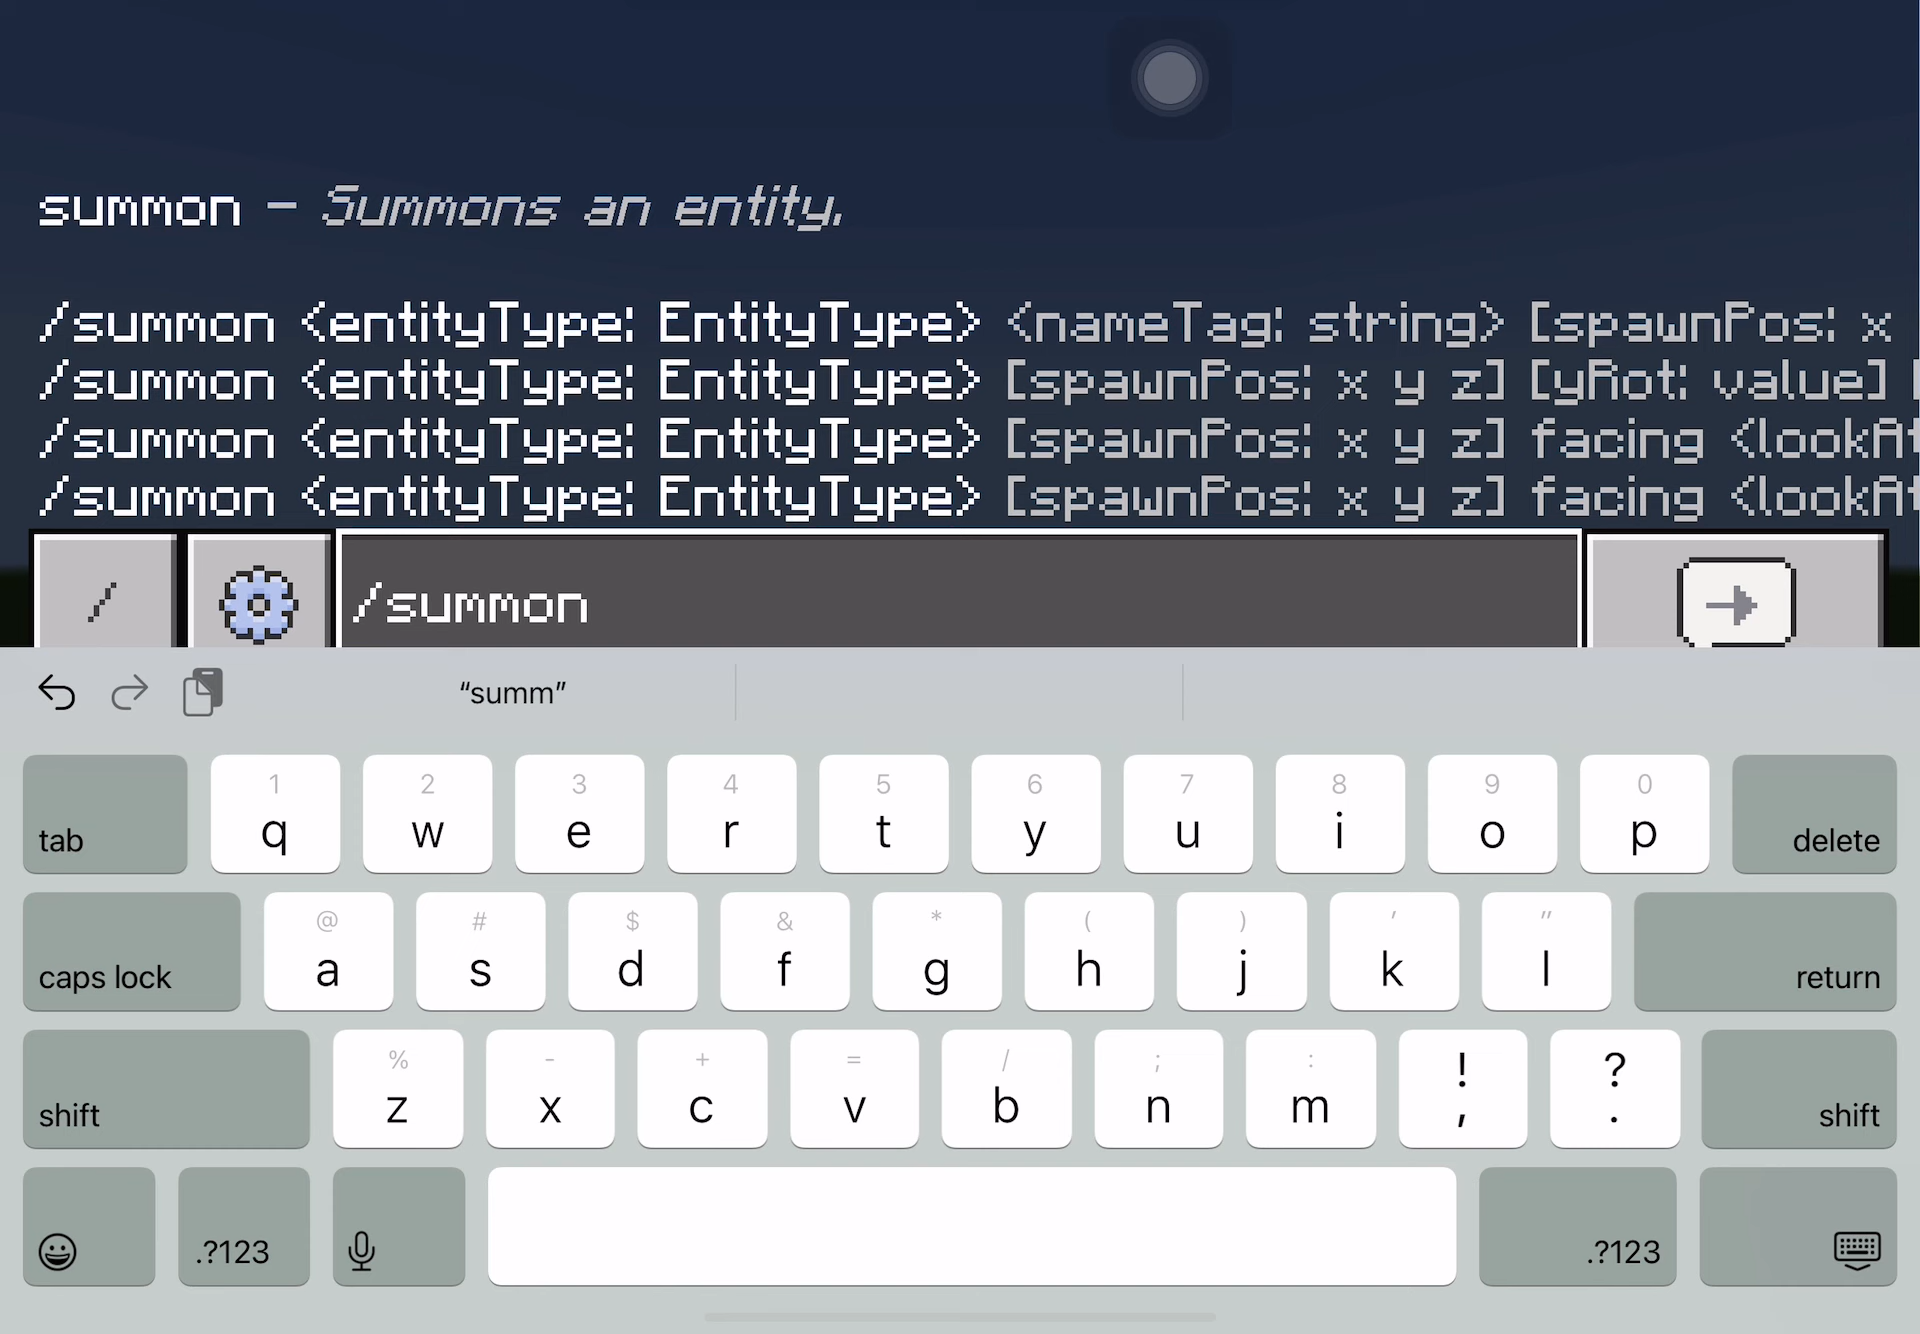 summon - Summons an entity.
/summon <entityType: EntityType> <nameTag: string> [spawnPos: x
/summon <entityType: EntityType> [spawnPos: x y z] [yRot: value] [
/summon <entityType: EntityType> [spawnPos: x y z] facing <lookAt
/summon <entityType: EntityType> [spawnPos: x y z] facing <lookAt
/ /summon
“summ”
1 2 3 4 5 6 7 8 9 0
tab q w e r t y u i o p delete
@ # $ & * ( ) ' "
caps lock a s d f g h j k l return
% - + = / ; : ! ?
shift z x c v b n m , . shift
.?123 .?123